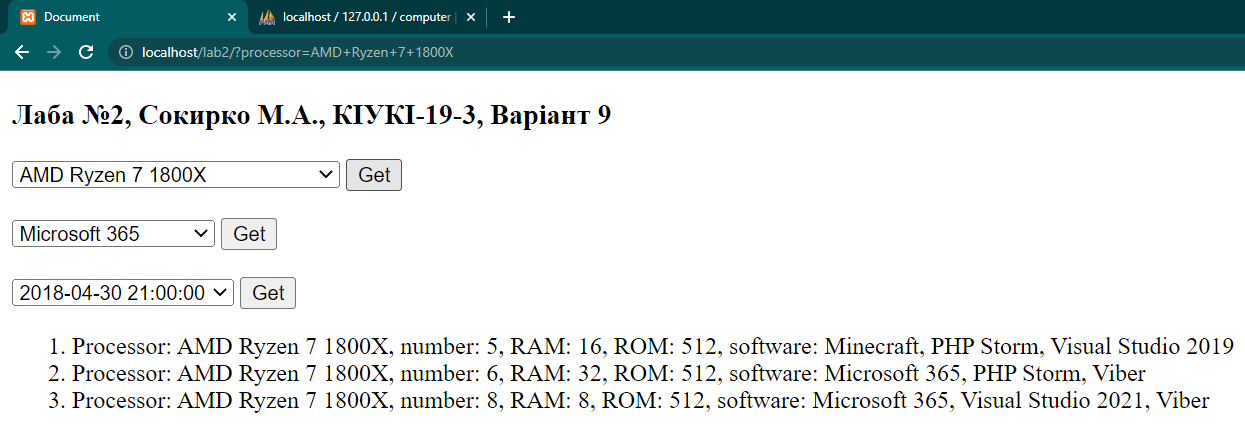 Document
localhost / 127.0.0.1 / computer |
localhost/lab2/?processor=AMD+Ryzen+7+1800X
Лаба №2, Сокирко М.А., КІУКІ-19-3, Варіант 9
AMD Ryzen 7 1800X Get
Microsoft 365 Get
2018-04-30 21:00:00 Get
1. Processor: AMD Ryzen 7 1800X, number: 5, RAM: 16, ROM: 512, software: Minecraft, PHP Storm, Visual Studio 2019
2. Processor: AMD Ryzen 7 1800X, number: 6, RAM: 32, ROM: 512, software: Microsoft 365, PHP Storm, Viber
3. Processor: AMD Ryzen 7 1800X, number: 8, RAM: 8, ROM: 512, software: Microsoft 365, Visual Studio 2021, Viber